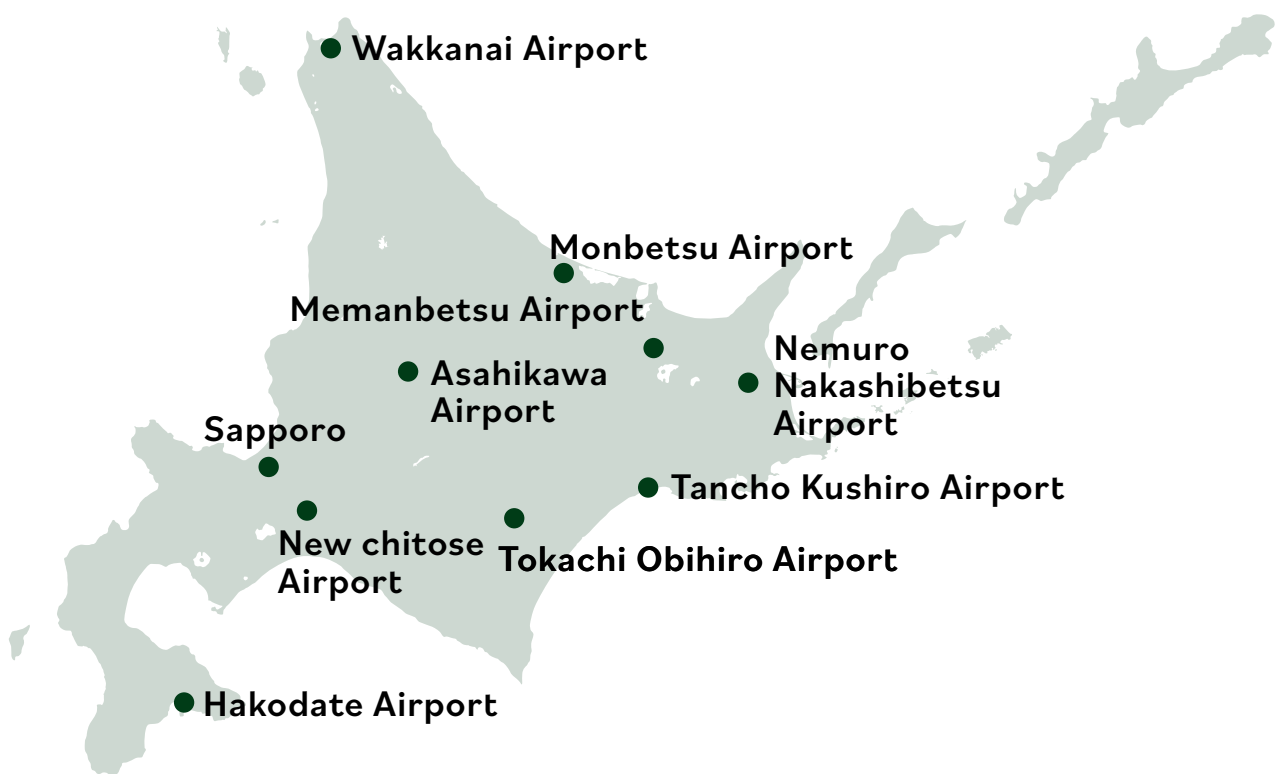 Wakkanai Airport
Monbetsu Airport
Memanbetsu Airport
Nemuro
Nakashibetsu
Airport
Asahikawa
Airport
Sapporo
Tancho Kushiro Airport
New chitose
Airport
Tokachi Obihiro Airport
Hakodate Airport